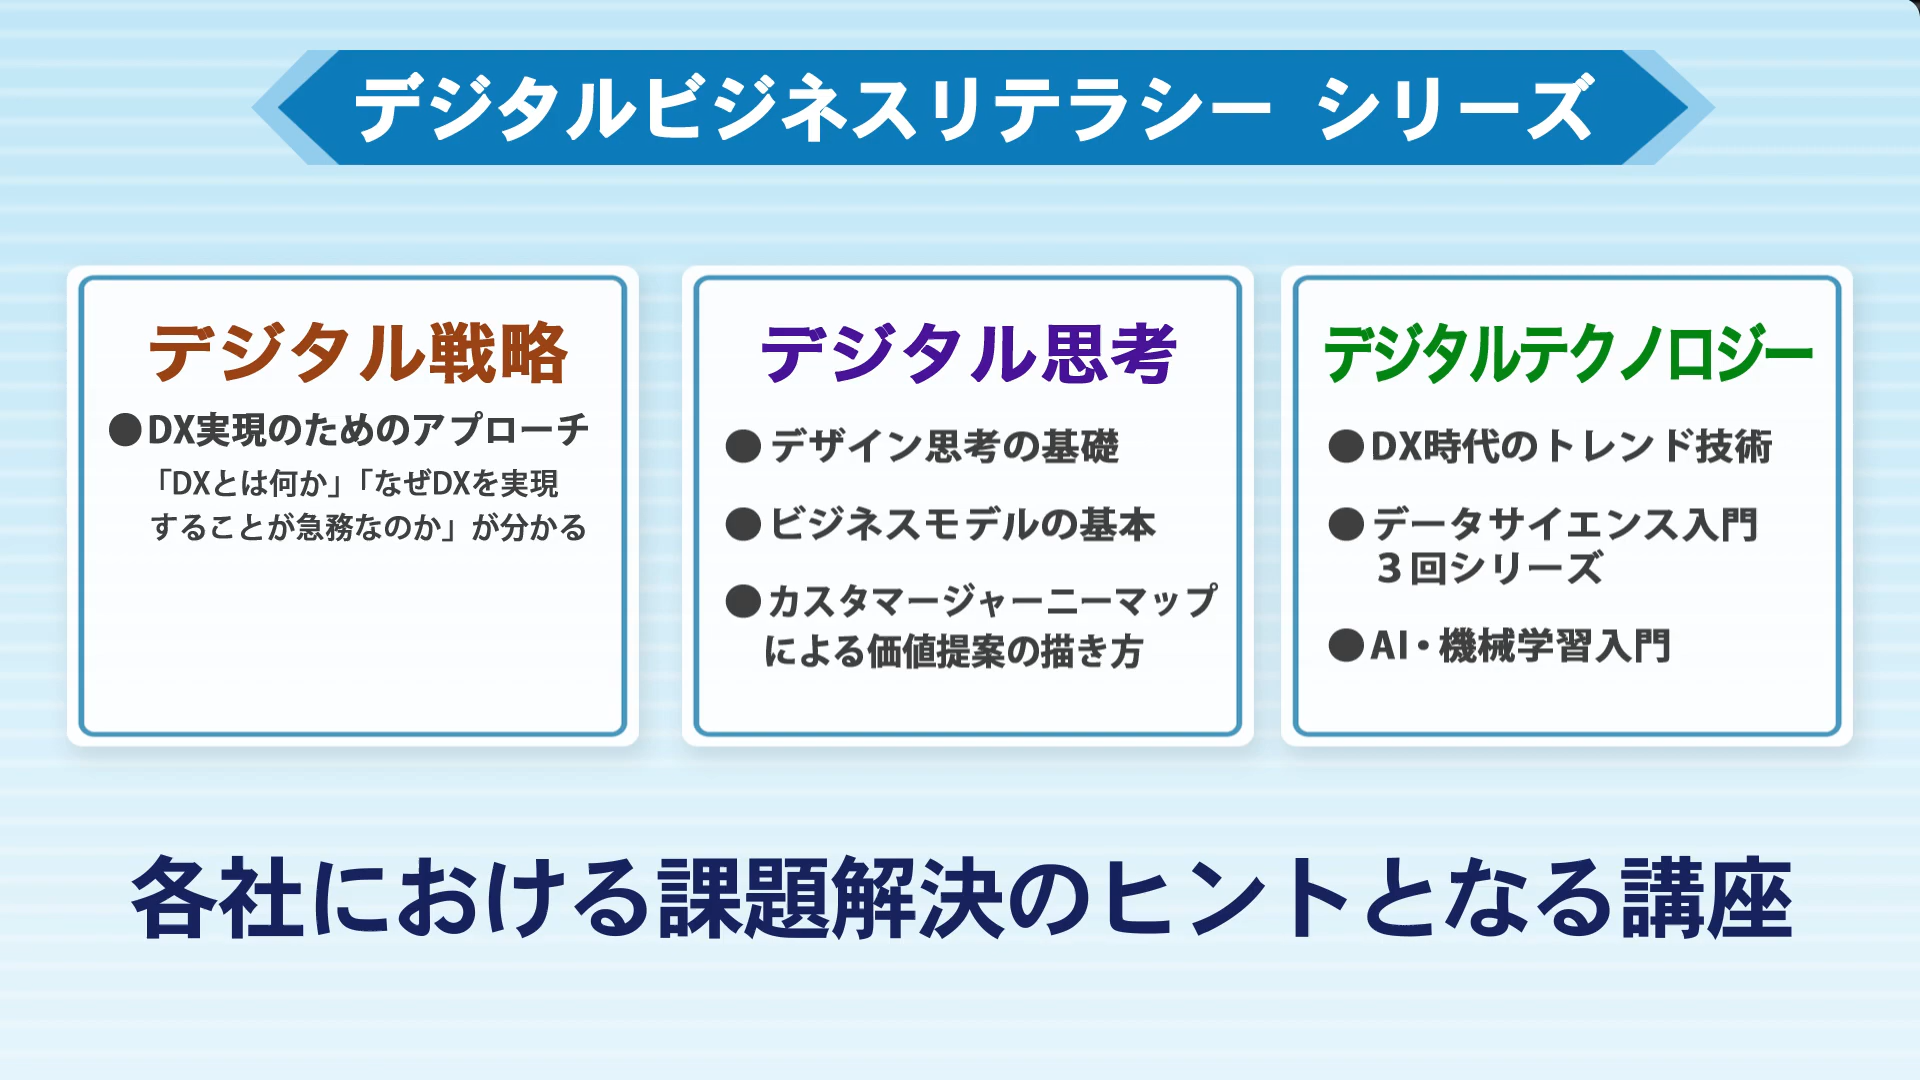 デジタルビジネスリテラシー シリーズ
デジタル戦略
●DX実現のためのアプローチ
「DXとは何か」「なぜDXを実現
することが急務なのか」が分かる
デジタル思考
●デザイン思考の基礎
●ビジネスモデルの基本
●カスタマージャーニーマップ
による価値提案の描き方
デジタルテクノロジー
●DX時代のトレンド技術
●データサイエンス入門
３回シリーズ
●AI・機械学習入門
各社における課題解決のヒントとなる講座